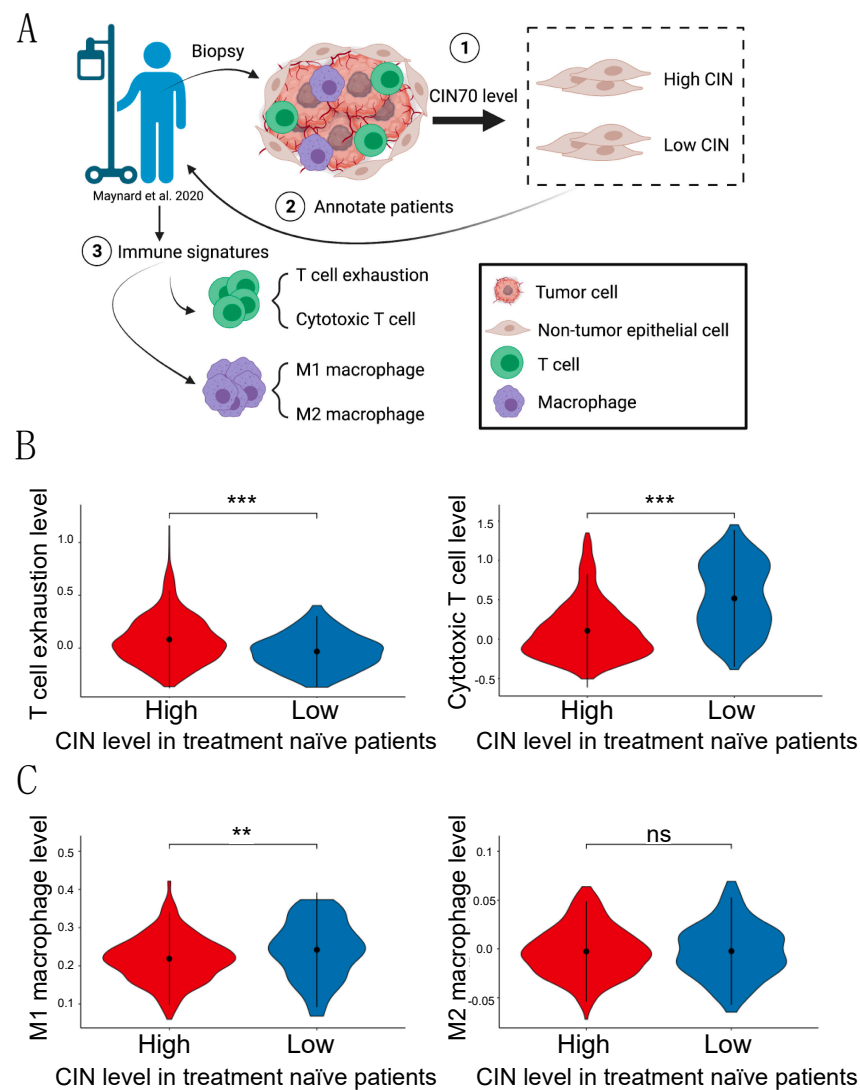 A
Biopsy
1
CIN70 level
High CIN
Low CIN
Maynard et al. 2020
2 Annotate patients
3 Immune signatures
T cell exhaustion
Cytotoxic T cell
M1 macrophage
M2 macrophage
Tumor cell
Non-tumor epithelial cell
T cell
Macrophage
B
T cell exhaustion level
1.0
0.5
0.0
***
High
Low
CIN level in treatment naïve patients
Cytotoxic T cell level
1.5
1.0
0.5
0.0
-0.5
***
High
Low
CIN level in treatment naïve patients
C
M1 macrophage level
0.5
0.4
0.3
0.2
0.1
**
High
Low
CIN level in treatment naïve patients
M2 macrophage level
0.1
0.05
0.0
-0.05
ns
High
Low
CIN level in treatment naïve patients